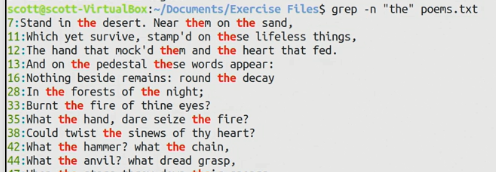 scott@scott-VirtualBox:~/Documents/Exercise Files$ grep -n "the" poems.txt
7:Stand in the desert. Near them on the sand,
11:Which yet survive, stamp'd on these lifeless things,
12:The hand that mock'd them and the heart that fed.
13:And on the pedestal these words appear:
16:Nothing beside remains: round the decay
28:In the forests of the night;
33:Burnt the fire of thine eyes?
35:What the hand, dare seize the fire?
38:Could twist the sinews of thy heart?
42:What the hammer? what the chain,
44:What the anvil? what dread grasp,